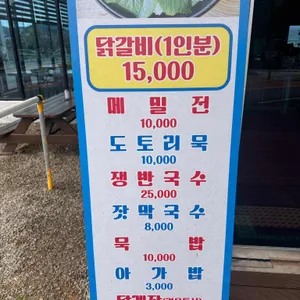 닭갈비(1인분)
15,000
메밀전
10,000
도토리묵
10,000
쟁반국수
25,000
잣막국수
8,000
묵밥
10,000
아가밥
3,000